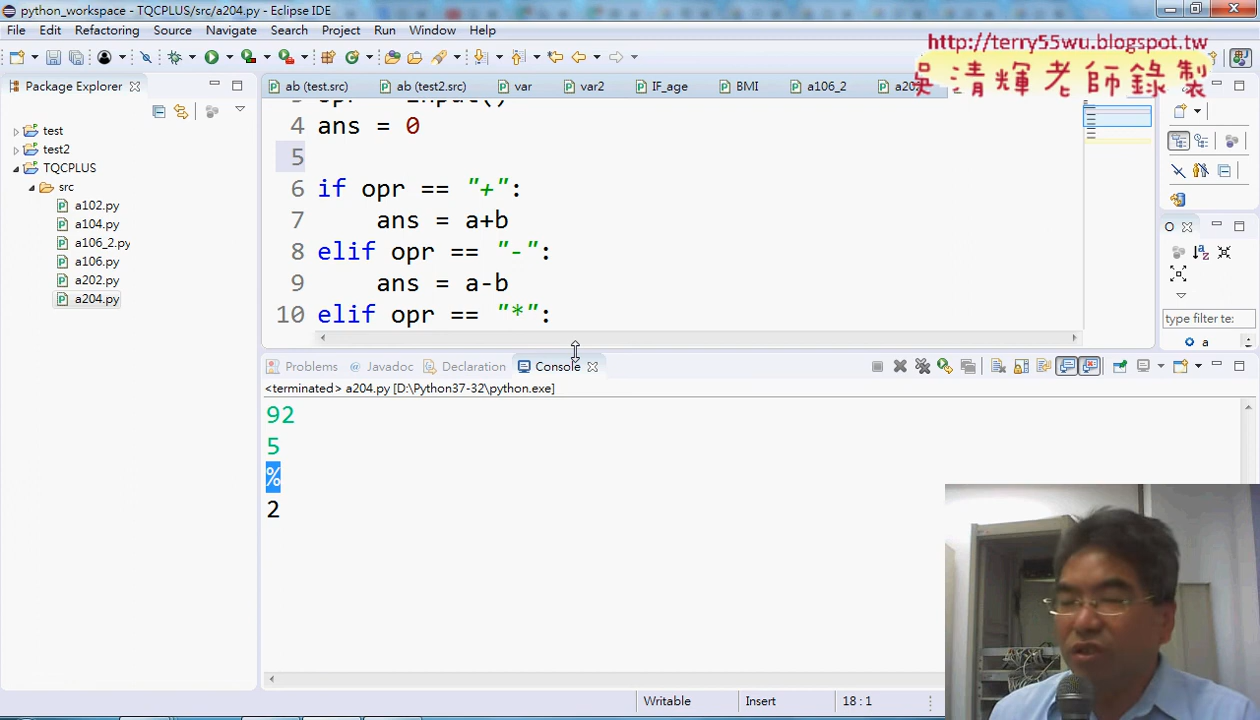 python_workspace - TQCPLUS/src/a204.py - Eclipse IDE
File Edit Refactoring Source Navigate Search Project Run Window Help
http://terry55wu.blogspot.tw
吳清輝老師錄製
Package Explorer
ab (test.src) ab (test2.src) var var2 IF_age BMI a106_2
test
test2
TQCPLUS
src
a102.py
a104.py
a106_2.py
a106.py
a202.py
a204.py
4 ans = 0
5
6 if opr == "+":
7 ans = a+b
8 elif opr == "-":
9 ans = a-b
10 elif opr == "*":
O
type filter te:
a
Problems Javadoc Declaration Console
<terminated> a204.py [D:\Python37-32\python.exe]
92
5
%
2
Writable Insert 18 : 1